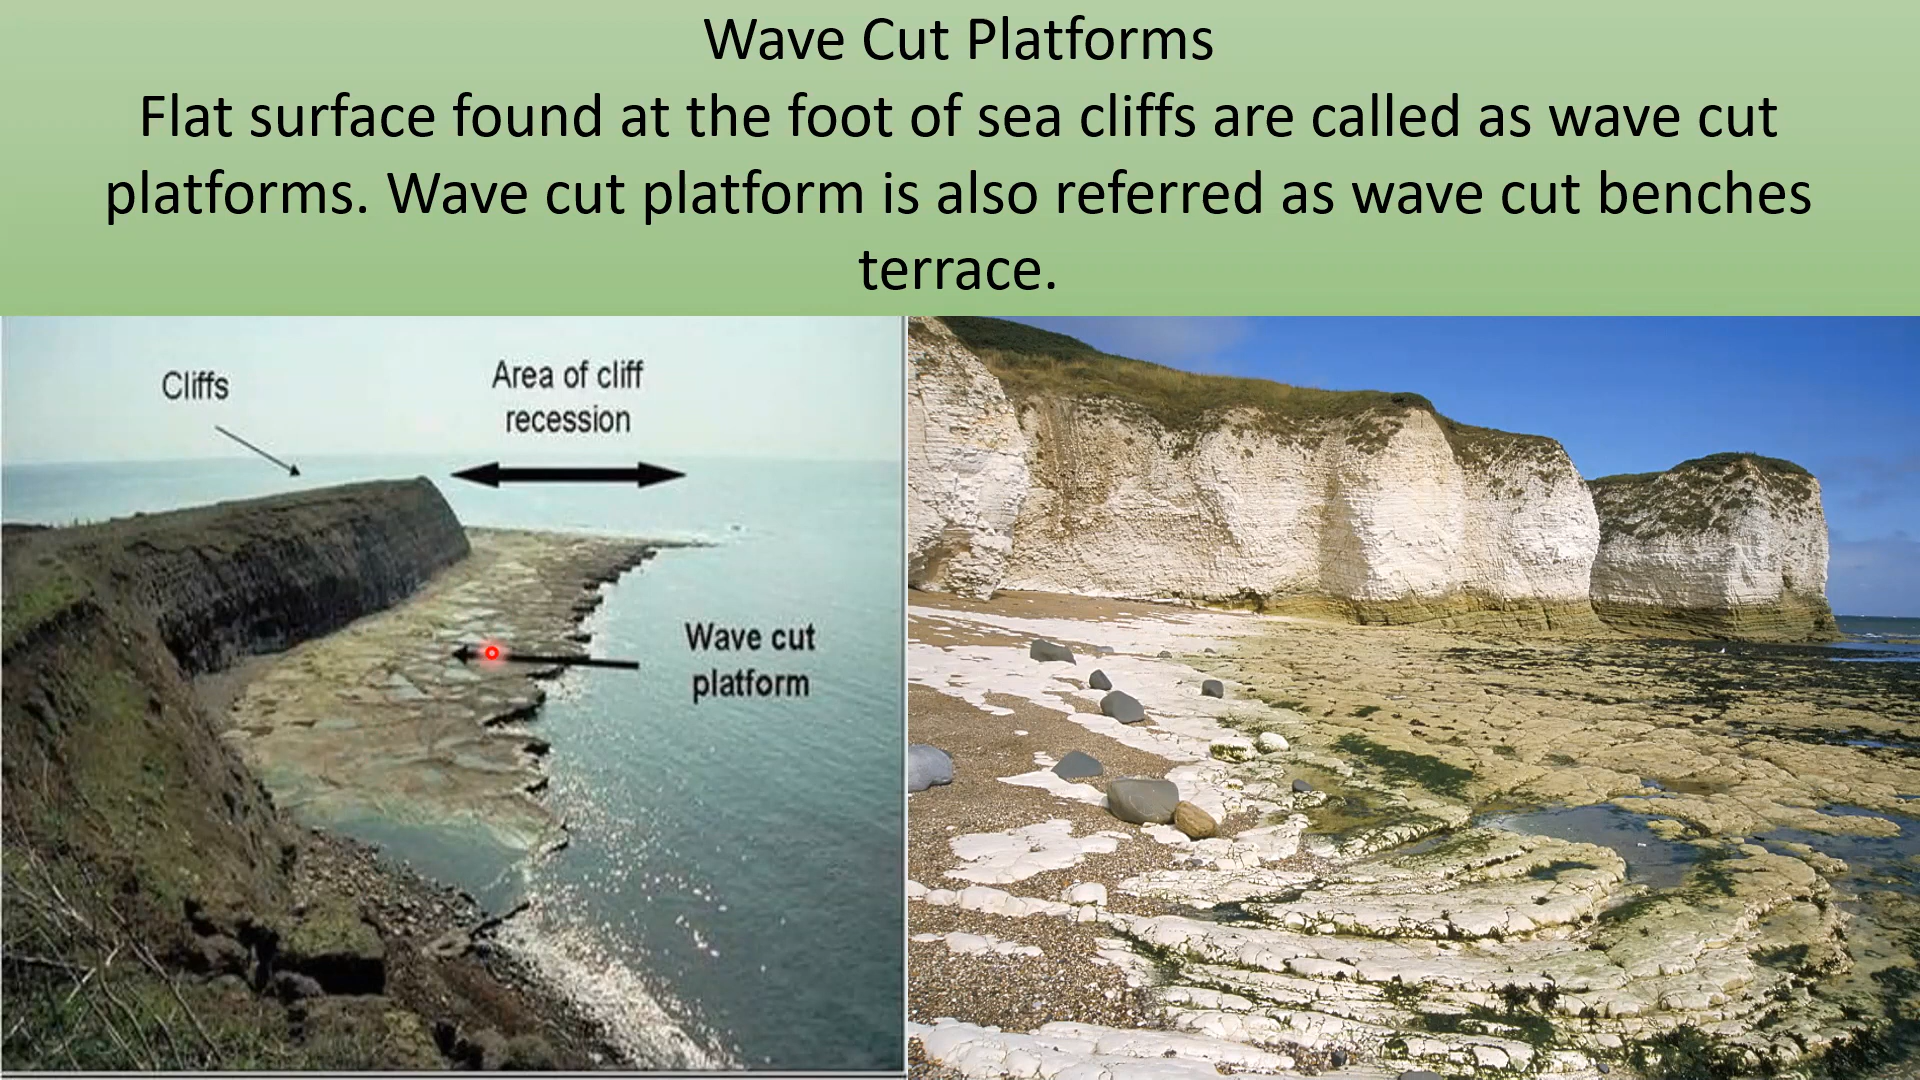 Wave Cut Platforms
Flat surface found at the foot of sea cliffs are called as wave cut
platforms. Wave cut platform is also referred as wave cut benches
terrace.
Cliffs
Area of cliff
recession
Wave cut
platform